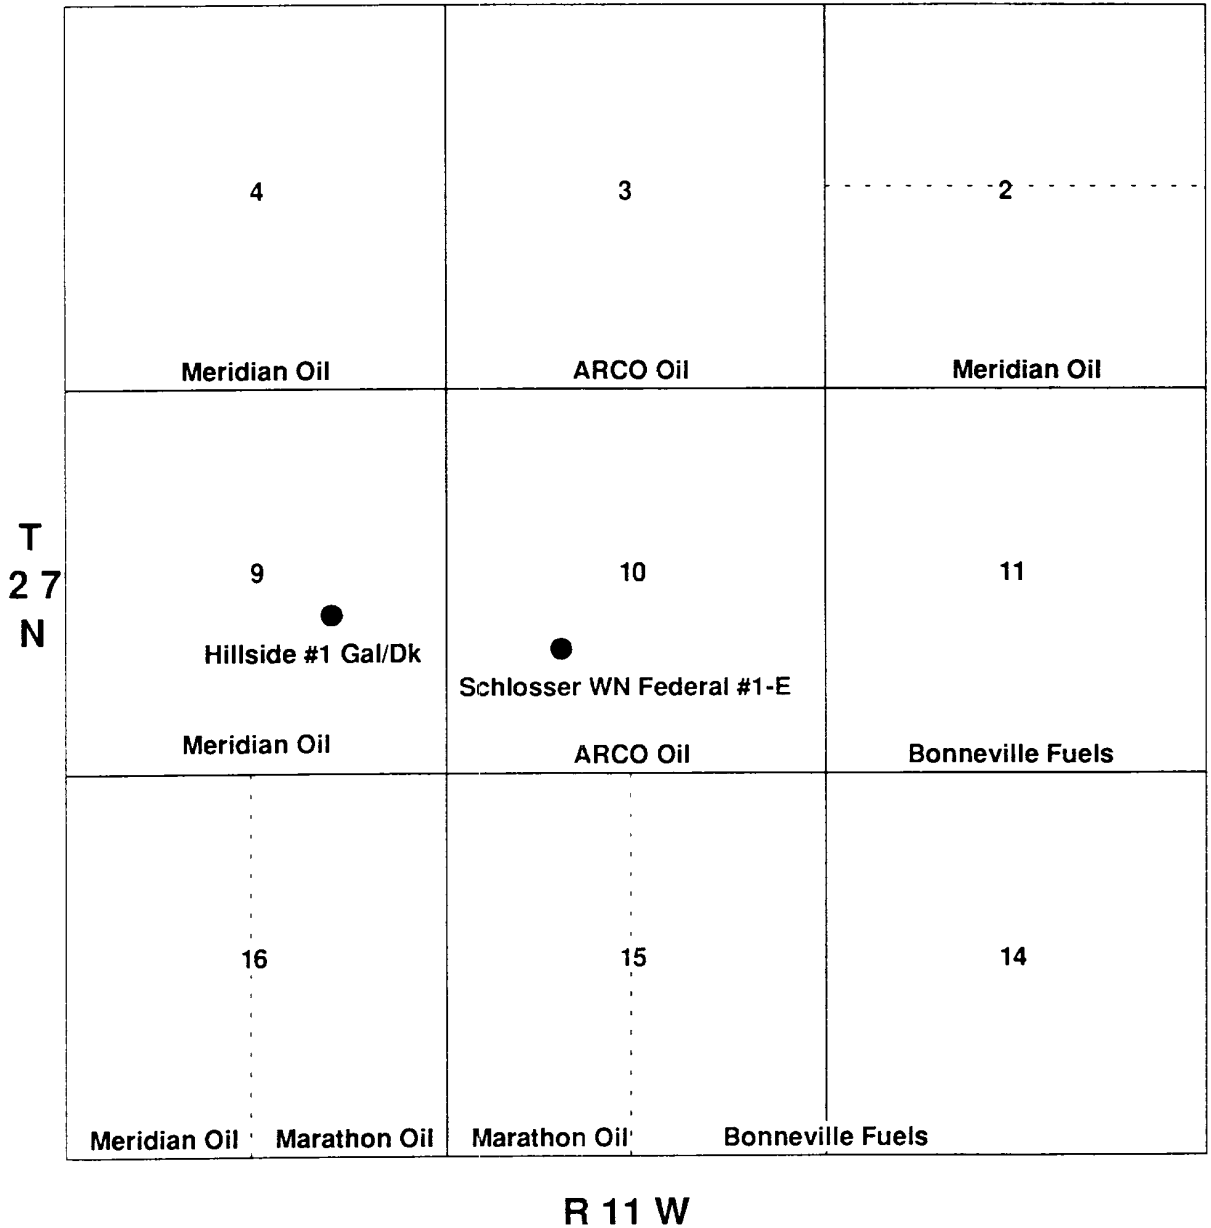 4
3
2
Meridian Oil
ARCO Oil
Meridian Oil
T
27
N
9
10
11
Hillside #1 Gal/Dk
Schlosser WN Federal #1-E
Meridian Oil
ARCO Oil
Bonneville Fuels
16
15
14
Meridian Oil
Marathon Oil
Marathon Oil
Bonneville Fuels
R 11 W